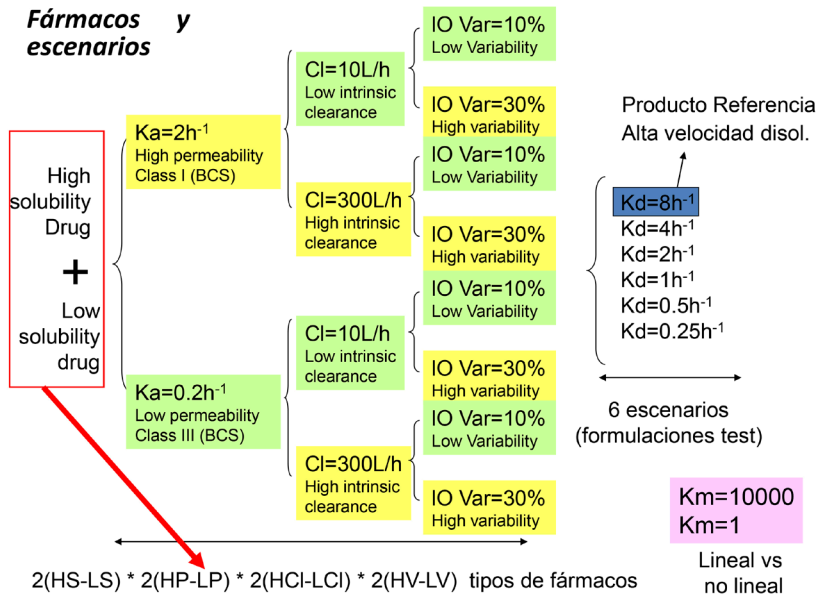 Fármacos y
escenarios
High
solubility
Drug
+
Low
solubility
drug
Ka=2h-1
High permeability
Class I (BCS)
Ka=0.2h-1
Low permeability
Class III (BCS)
Cl=10L/h
Low intrinsic
clearance
Cl=300L/h
High intrinsic
clearance
Cl=10L/h
Low intrinsic
clearance
Cl=300L/h
High intrinsic
clearance
IO Var=10%
Low Variability
IO Var=30%
High variability
IO Var=10%
Low Variability
IO Var=30%
High variability
IO Var=10%
Low Variability
IO Var=30%
High variability
IO Var=10%
Low Variability
IO Var=30%
High variability
Producto Referencia
Alta velocidad disol.
Kd=8h-1
Kd=4h-1
Kd=2h-1
Kd=1h-1
Kd=0.5h-1
Kd=0.25h-1
6 escenarios
(formulaciones test)
Km=10000
Km=1
Lineal vs
no lineal
2(HS-LS) * 2(HP-LP) * 2(HCl-LCl) * 2(HV-LV) tipos de fármacos